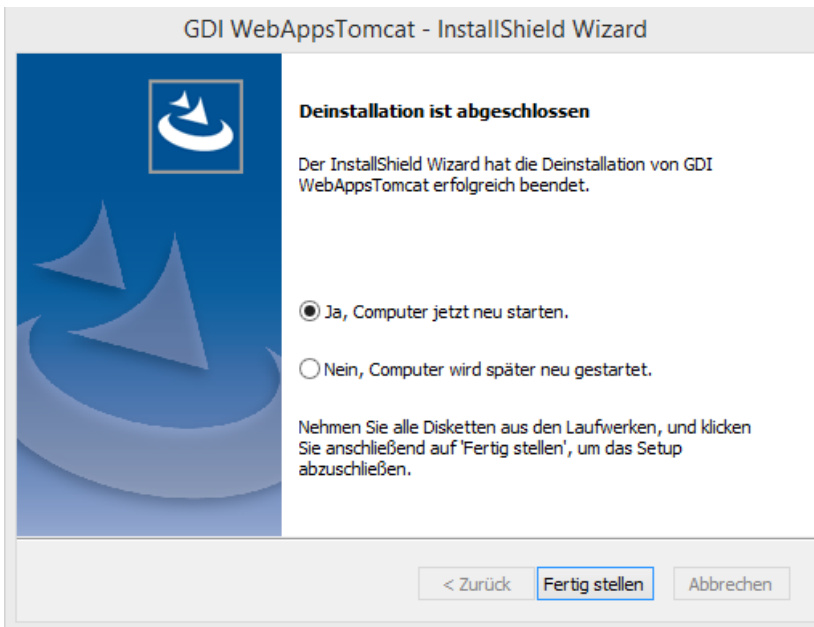 GDI WebAppsTomcat - InstallShield Wizard
Deinstallation ist abgeschlossen
Der InstallShield Wizard hat die Deinstallation von GDI
WebAppsTomcat erfolgreich beendet.
Ja, Computer jetzt neu starten.
Nein, Computer wird später neu gestartet.
Nehmen Sie alle Disketten aus den Laufwerken, und klicken
Sie anschließend auf 'Fertig stellen', um das Setup
abzuschließen.
< Zurück
Fertig stellen
Abbrechen